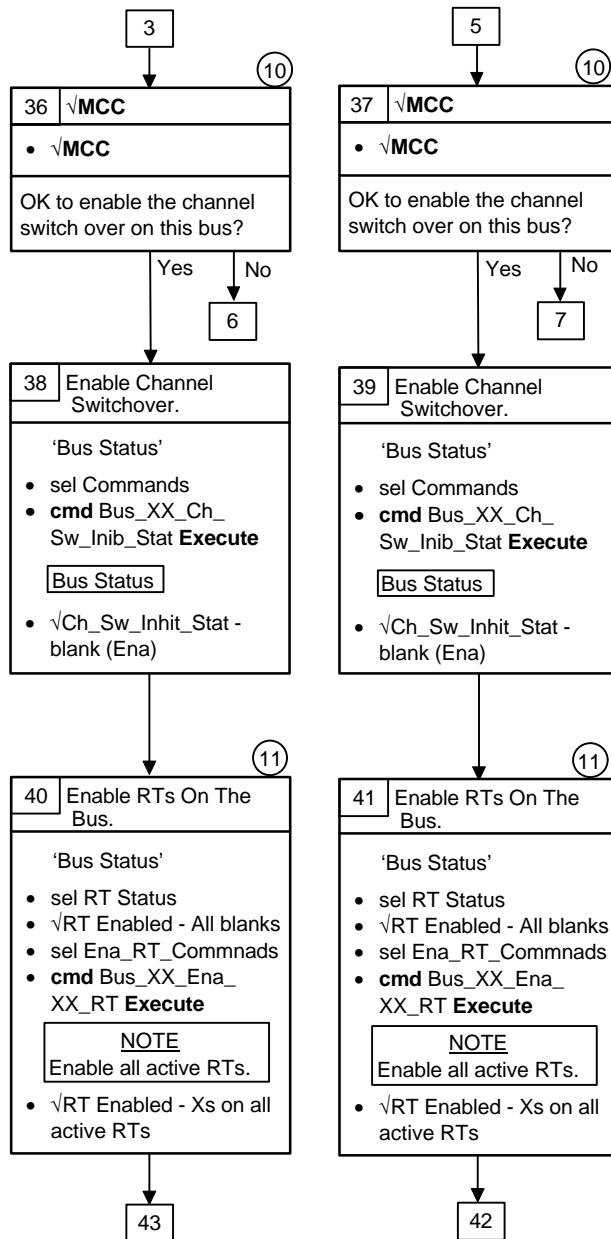 3
10
36 √MCC
• √MCC
OK to enable the channel
switch over on this bus?
Yes
No
6
38 Enable Channel
Switchover.
‘Bus Status’
• sel Commands
• cmd Bus_XX_Ch_
Sw_Inib_Stat Execute
Bus Status
• √Ch_Sw_Inhit_Stat -
blank (Ena)
11
40 Enable RTs On The
Bus.
‘Bus Status’
• sel RT Status
• √RT Enabled - All blanks
• sel Ena_RT_Commnads
• cmd Bus_XX_Ena_
XX_RT Execute
NOTE
Enable all active RTs.
• √RT Enabled - Xs on all
active RTs
43
5
10
37 √MCC
• √MCC
OK to enable the channel
switch over on this bus?
Yes
No
7
39 Enable Channel
Switchover.
‘Bus Status’
• sel Commands
• cmd Bus_XX_Ch_
Sw_Inib_Stat Execute
Bus Status
• √Ch_Sw_Inhit_Stat -
blank (Ena)
11
41 Enable RTs On The
Bus.
‘Bus Status’
• sel RT Status
• √RT Enabled - All blanks
• sel Ena_RT_Commnads
• cmd Bus_XX_Ena_
XX_RT Execute
NOTE
Enable all active RTs.
• √RT Enabled - Xs on all
active RTs
42